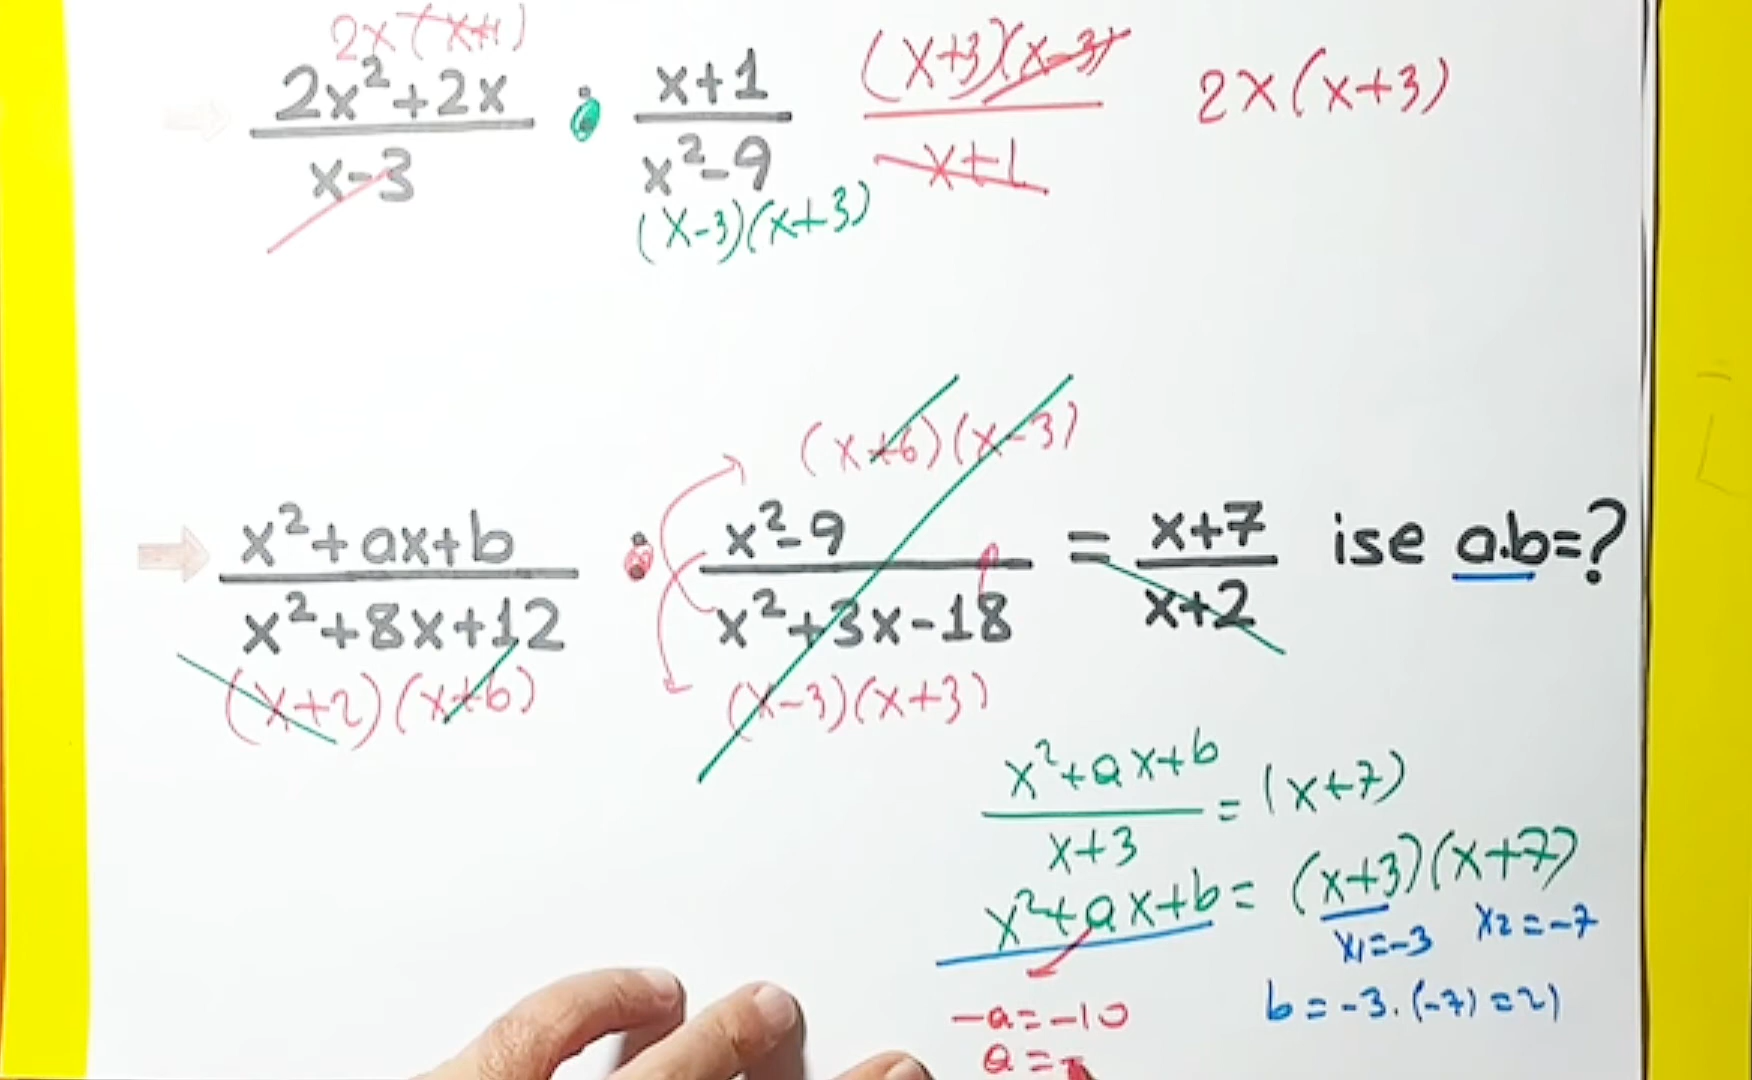 2x(x+1)
2x²+2x / x-3 : x+1 / x²-9 (x+3)(x-3) / x+1 2x(x+3)
(x-3)(x+3)
(x+6)(x-3)
x²+ax+b / x²+8x+12 : x²-9 / x²+3x-18 = x+7 / x+2 ise a.b=?
(x+2)(x+6) (x-3)(x+3)
x²+ax+b / x+3 = (x+7)
x²+ax+b = (x+3)(x+7)
x1=-3 x2=-7
-a=-10 b=-3.(-7)=21
a=